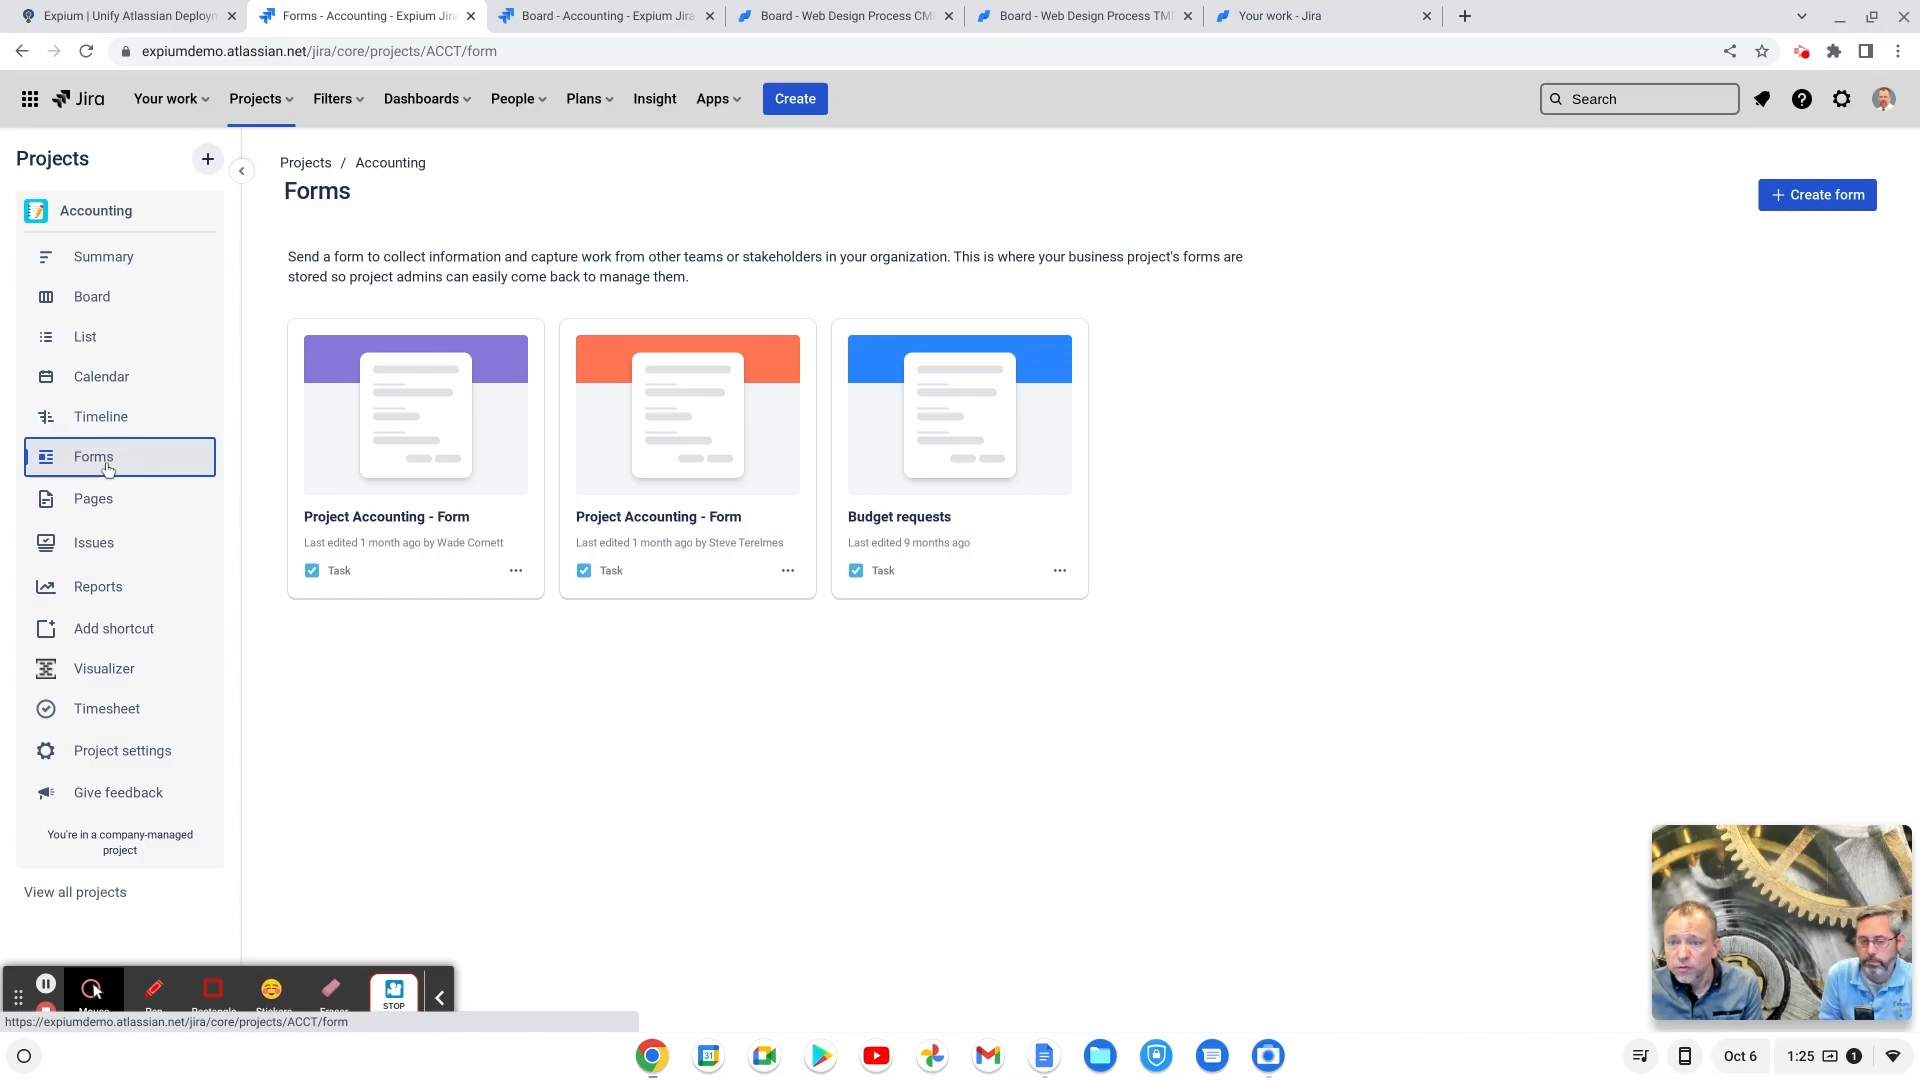 Expium | Unify Atlassian Deploym
Forms - Accounting - Expium Jira
Board - Accounting - Expium Jira
Board - Web Design Process CM
Board - Web Design Process TM
Your work - Jira
expiumdemo.atlassian.net/jira/core/projects/ACCT/form
Jira
Your work
Projects
Filters
Dashboards
People
Plans
Insight
Apps
Create
Search
Projects
Projects / Accounting
Forms
+ Create form
Accounting
Summary
Board
List
Calendar
Timeline
Forms
Pages
Issues
Reports
Add shortcut
Visualizer
Timesheet
Project settings
Give feedback
You're in a company-managed
project
View all projects
Send a form to collect information and capture work from other teams or stakeholders in your organization. This is where your business project's forms are
stored so project admins can easily come back to manage them.
Project Accounting - Form
Last edited 1 month ago by Wade Cornett
Task
Project Accounting - Form
Last edited 1 month ago by Steve Terelmes
Task
Budget requests
Last edited 9 months ago
Task
STOP
https://expiumdemo.atlassian.net/jira/core/projects/ACCT/form
31
Oct 6
1:25
1